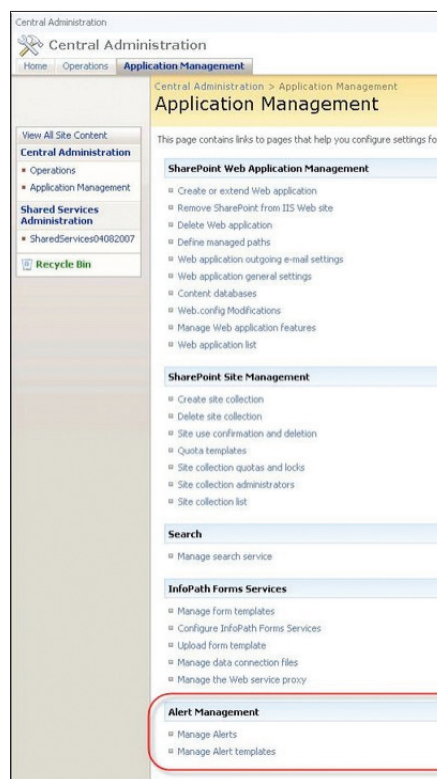 Central Administration
Central Administration
Home Operations Application Management
Central Administration > Application Management
Application Management
View All Site Content
Central Administration
Operations
Application Management
Shared Services
Administration
SharedServices04082007
Recycle Bin
This page contains links to pages that help you configure settings fo
SharePoint Web Application Management
Create or extend Web application
Remove SharePoint from IIS Web site
Delete Web application
Define managed paths
Web application outgoing e-mail settings
Web application general settings
Content databases
Web.config Modifications
Manage Web application features
Web application list
SharePoint Site Management
Create site collection
Delete site collection
Site use confirmation and deletion
Quota templates
Site collection quotas and locks
Site collection administrators
Site collection list
Search
Manage search service
InfoPath Forms Services
Manage form templates
Configure InfoPath Forms Services
Upload form template
Manage data connection files
Manage the Web service proxy
Alert Management
Manage Alerts
Manage Alert templates